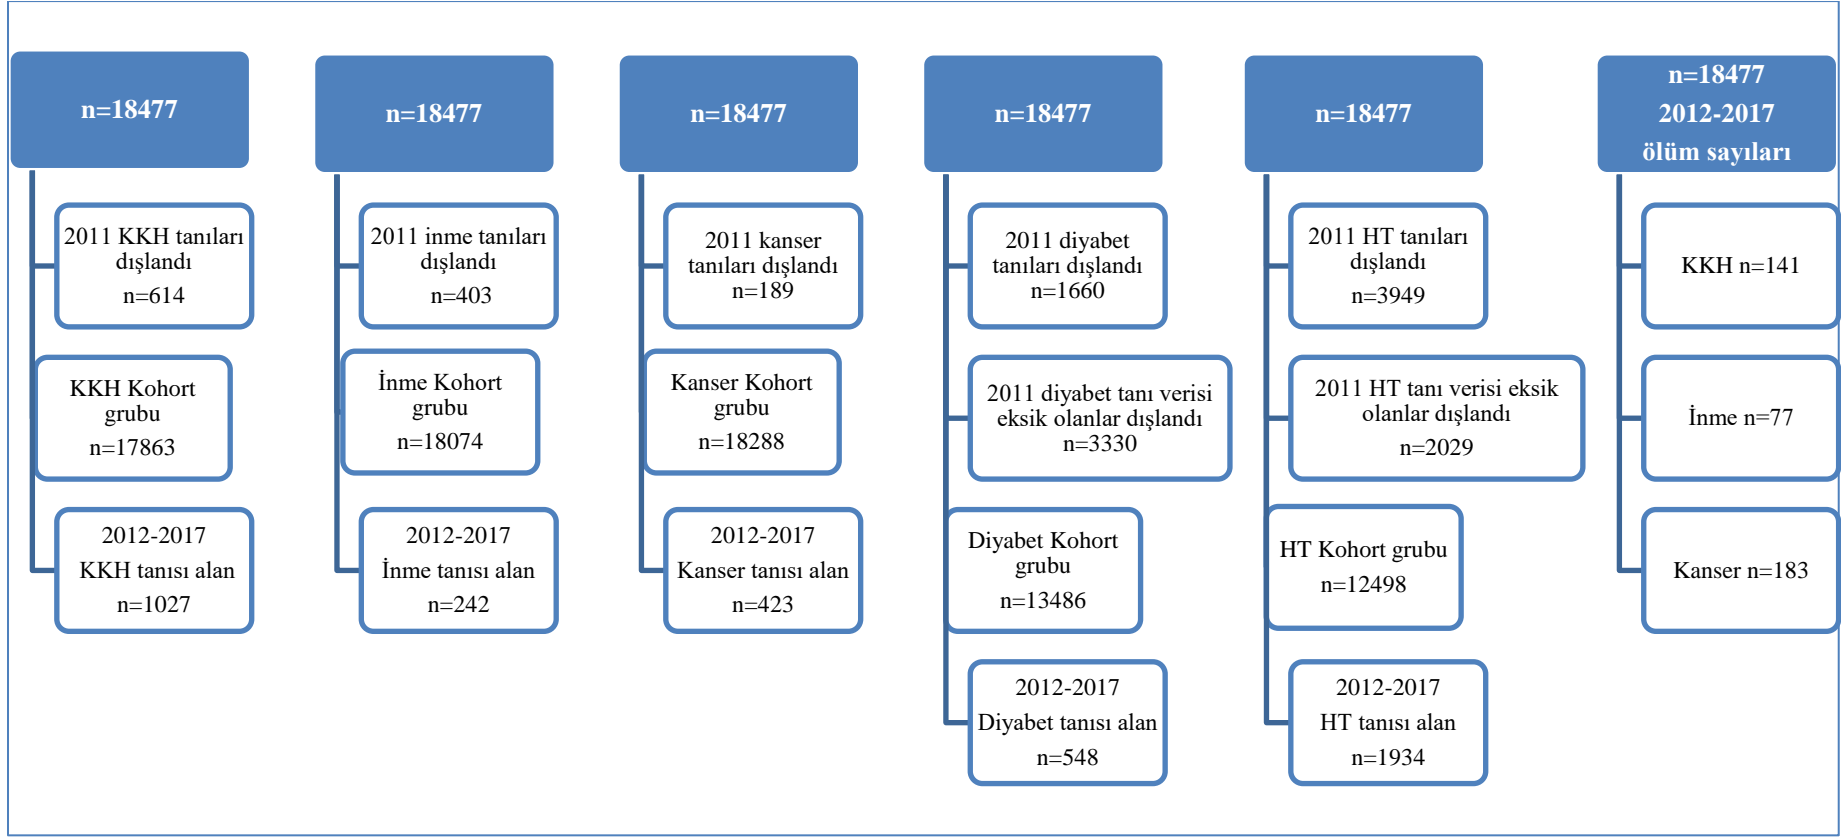 n=18477
2011 KKH tanıları
dışlandı
n=614
KKH Kohort
grubu
n=17863
2012-2017
KKH tanısı alan
n=1027
n=18477
2011 inme tanıları
dışlandı
n=403
İnme Kohort
grubu
n=18074
2012-2017
İnme tanısı alan
n=242
n=18477
2011 kanser
tanıları dışlandı
n=189
Kanser Kohort
grubu
n=18288
2012-2017
Kanser tanısı alan
n=423
n=18477
2011 diyabet
tanıları dışlandı
n=1660
2011 diyabet tanı verisi
eksik olanlar dışlandı
n=3330
Diyabet Kohort
grubu
n=13486
2012-2017
Diyabet tanısı alan
n=548
n=18477
2011 HT tanıları
dışlandı
n=3949
2011 HT tanı verisi eksik
olanlar dışlandı
n=2029
HT Kohort grubu
n=12498
2012-2017
HT tanısı alan
n=1934
n=18477
2012-2017
ölüm sayıları
KKH n=141
İnme n=77
Kanser n=183